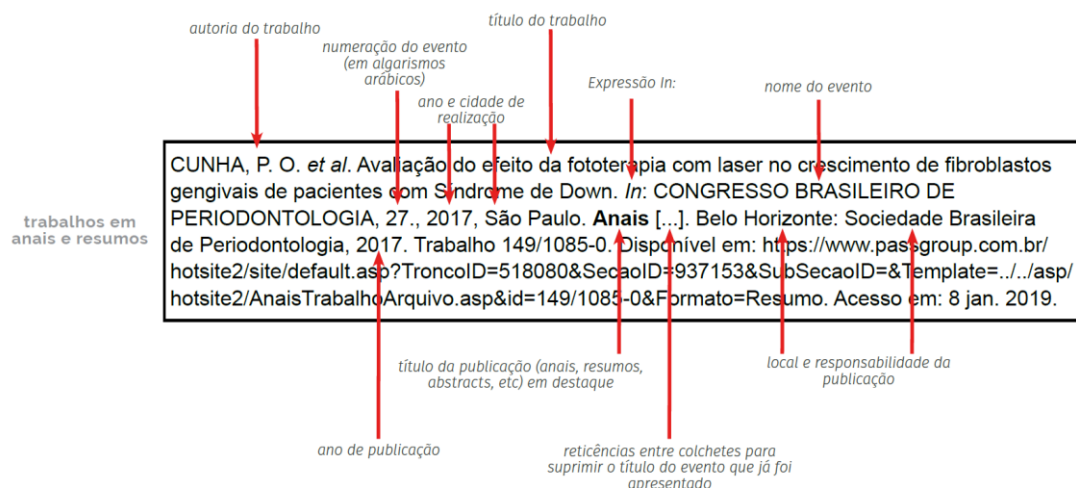 autoria do trabalho
título do trabalho
numeração do evento
(em algarismos
arábicos)
ano e cidade de
realização
Expressão In:
nome do evento
CUNHA, P. O. et al. Avaliação do efeito da fototerapia com laser no crescimento de fibroblastos
gengivais de pacientes com Síndrome de Down. In: CONGRESSO BRASILEIRO DE
PERIODONTOLOGIA, 27., 2017, São Paulo. Anais [...]. Belo Horizonte: Sociedade Brasileira
de Periodontologia, 2017. Trabalho 149/1085-0. Disponível em: https://www.passgroup.com.br/
hotsite2/site/default.asp?TroncoID=518080&SecaoID=937153&SubSecaoID=&Template=../../asp/
hotsite2/AnaisTrabalhoArquivo.asp&id=149/1085-0&Formato=Resumo. Acesso em: 8 jan. 2019.
trabalhos em
anais e resumos
título da publicação (anais, resumos,
abstracts, etc) em destaque
local e responsabilidade da
publicação
ano de publicação
reticências entre colchetes para
suprimir o título do evento que já foi
apresentado